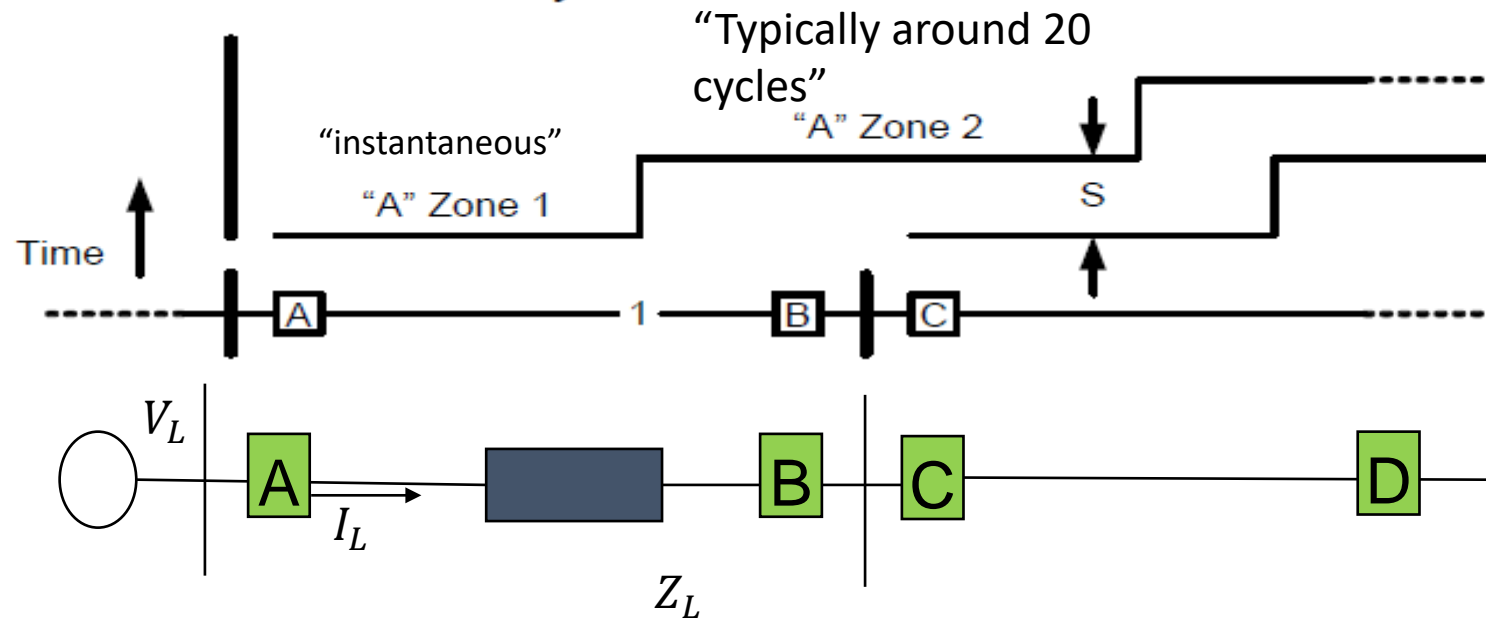 “Typically around 20
cycles”
“instantaneous”
“A” Zone 2
“A” Zone 1
S
Time
A
1
B
C
V_L
A
I_L
B
C
D
Z_L